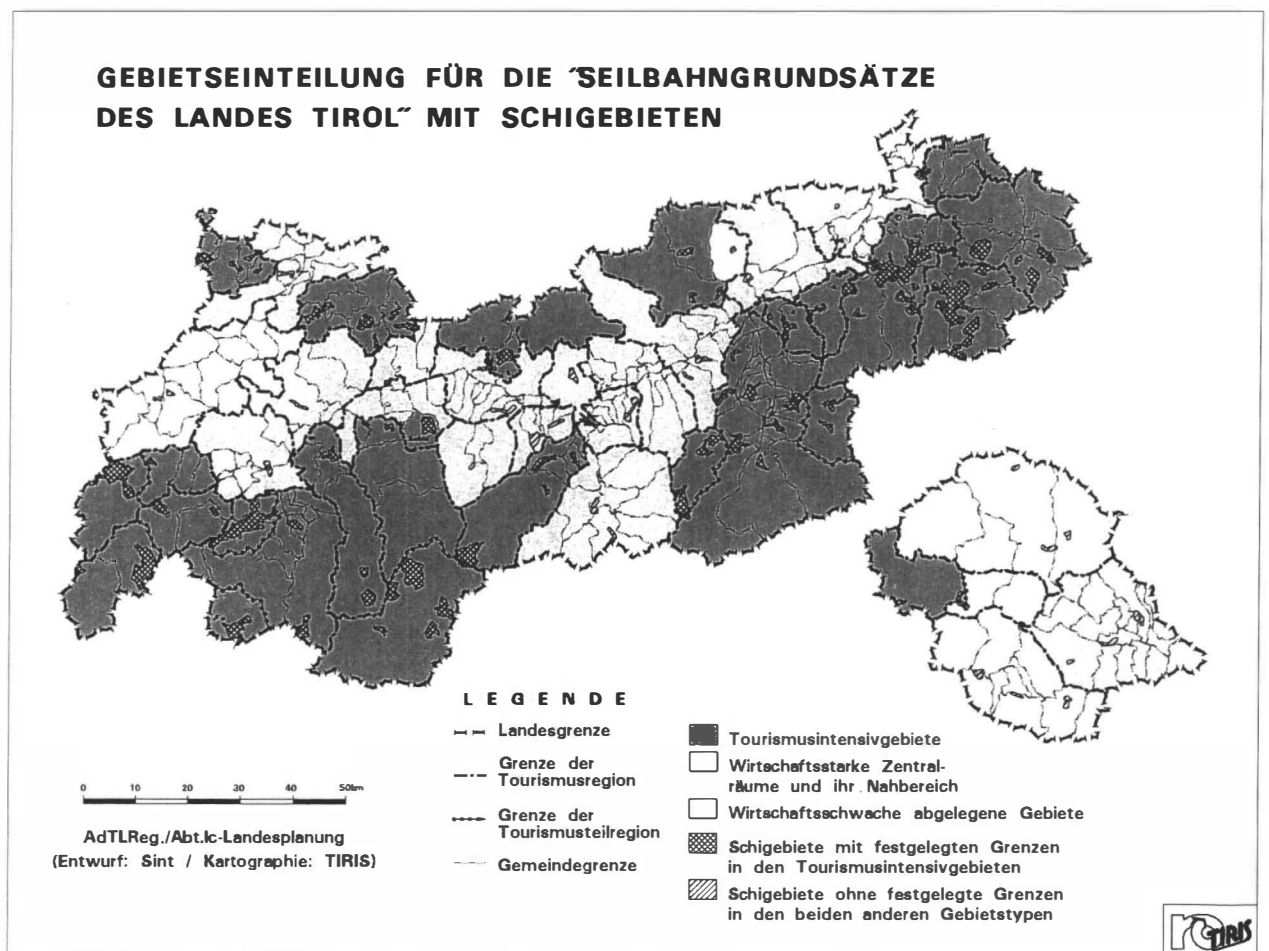 GEBIETSEINTEILUNG FÜR DIE "SEILBAHNGRUNDSÄTZE
DES LANDES TIROL" MIT SCHIGEBIETEN
LEGENDE
Landesgrenze
Grenze der
Tourismusregion
Grenze der
Tourismusteilregion
Gemeindegrenze
Tourismusintensivgebiete
Wirtschaftsstarke Zentral-
räume und ihr Nahbereich
Wirtschaftsschwache abgelegene Gebiete
Schigebiete mit festgelegten Grenzen
in den Tourismusintensivgebieten
Schigebiete ohne festgelegte Grenzen
in den beiden anderen Gebietstypen
0 10 20 30 40 50km
AdTLReg./Abt.Ic-Landesplanung
(Entwurf: Sint / Kartographie: TIRIS)
TIRIS